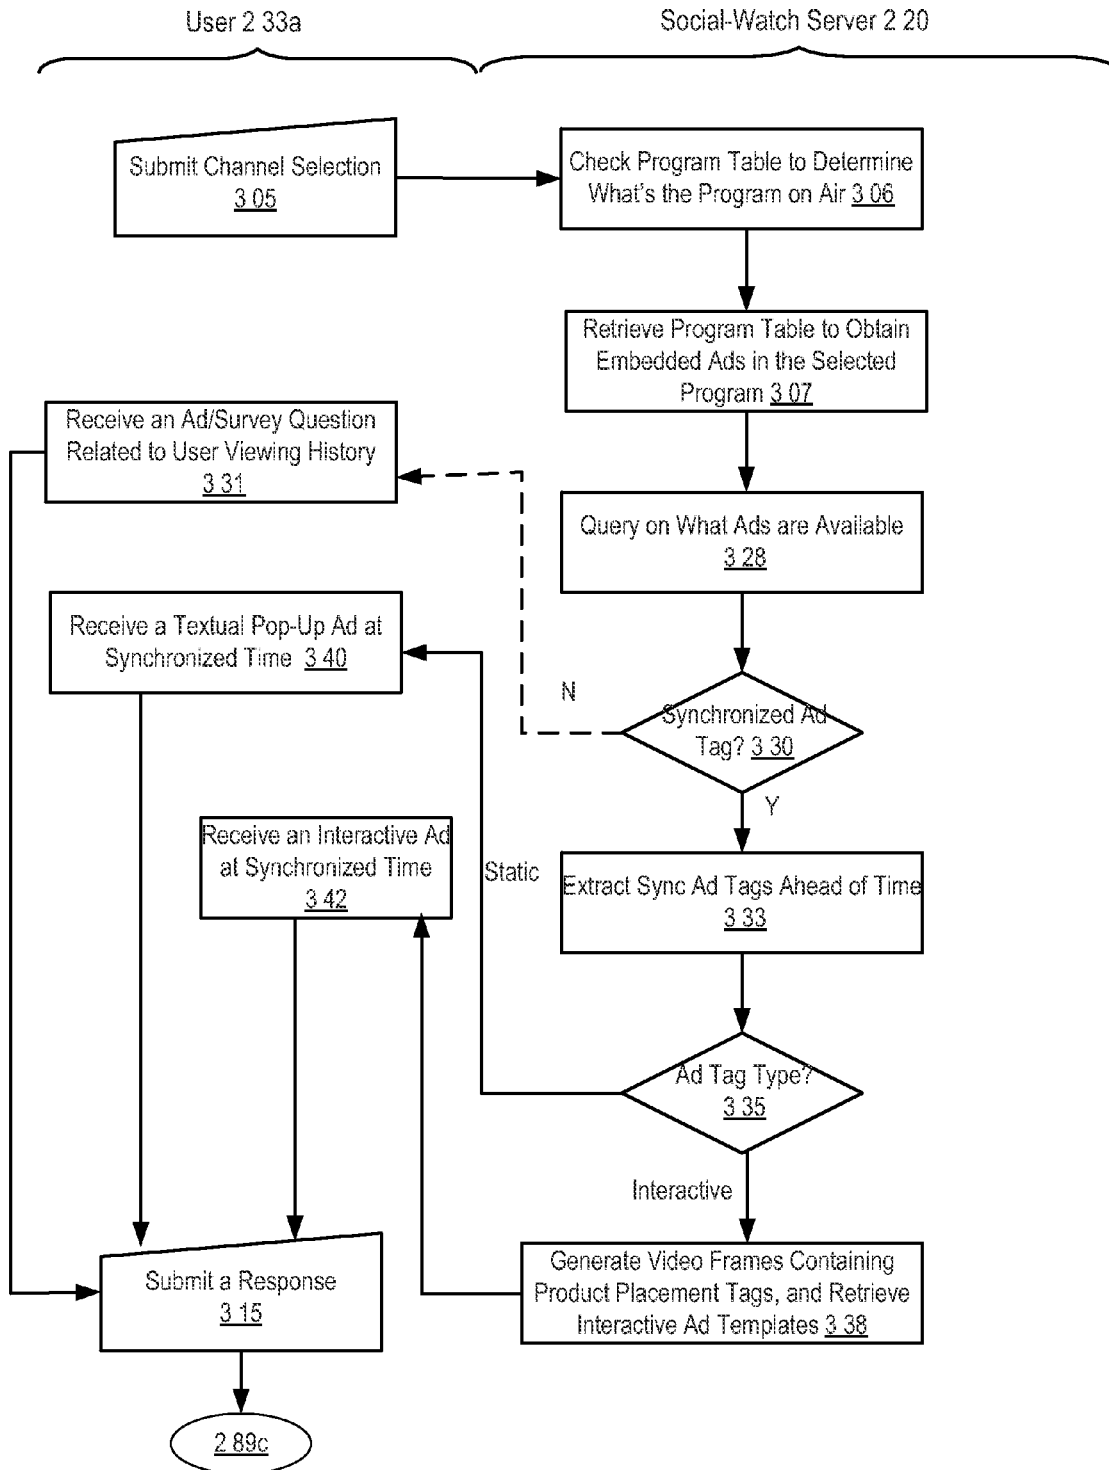 User 2 33a
Social-Watch Server 2 20
Submit Channel Selection
3 05
Check Program Table to Determine
What's the Program on Air 3 06
Retrieve Program Table to Obtain
Embedded Ads in the Selected
Program 3 07
Receive an Ad/Survey Question
Related to User Viewing History
3 31
Query on What Ads are Available
3 28
Receive a Textual Pop-Up Ad at
Synchronized Time 3 40
N
Synchronized Ad
Tag? 3 30
Y
Receive an Interactive Ad
at Synchronized Time
3 42
Static
Extract Sync Ad Tags Ahead of Time
3 33
Ad Tag Type?
3 35
Interactive
Generate Video Frames Containing
Product Placement Tags, and Retrieve
Interactive Ad Templates 3 38
Submit a Response
3 15
2 89c